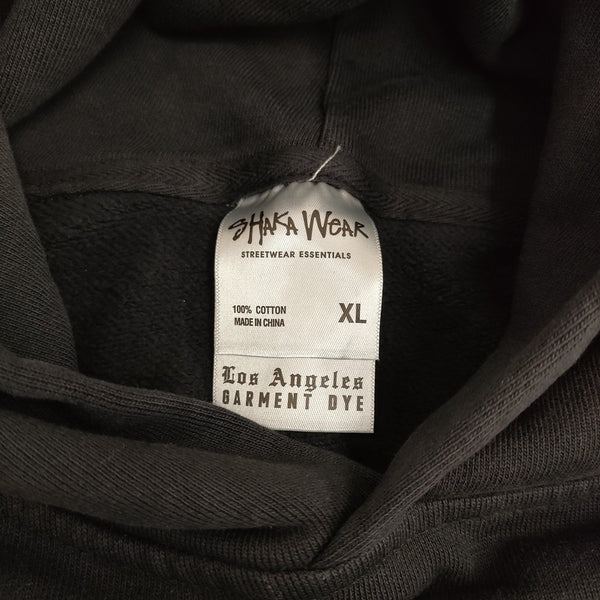 SHAKA WEAR
STREETWEAR ESSENTIALS
100% COTTON
MADE IN CHINA
XL
Los Angeles
GARMENT DYE